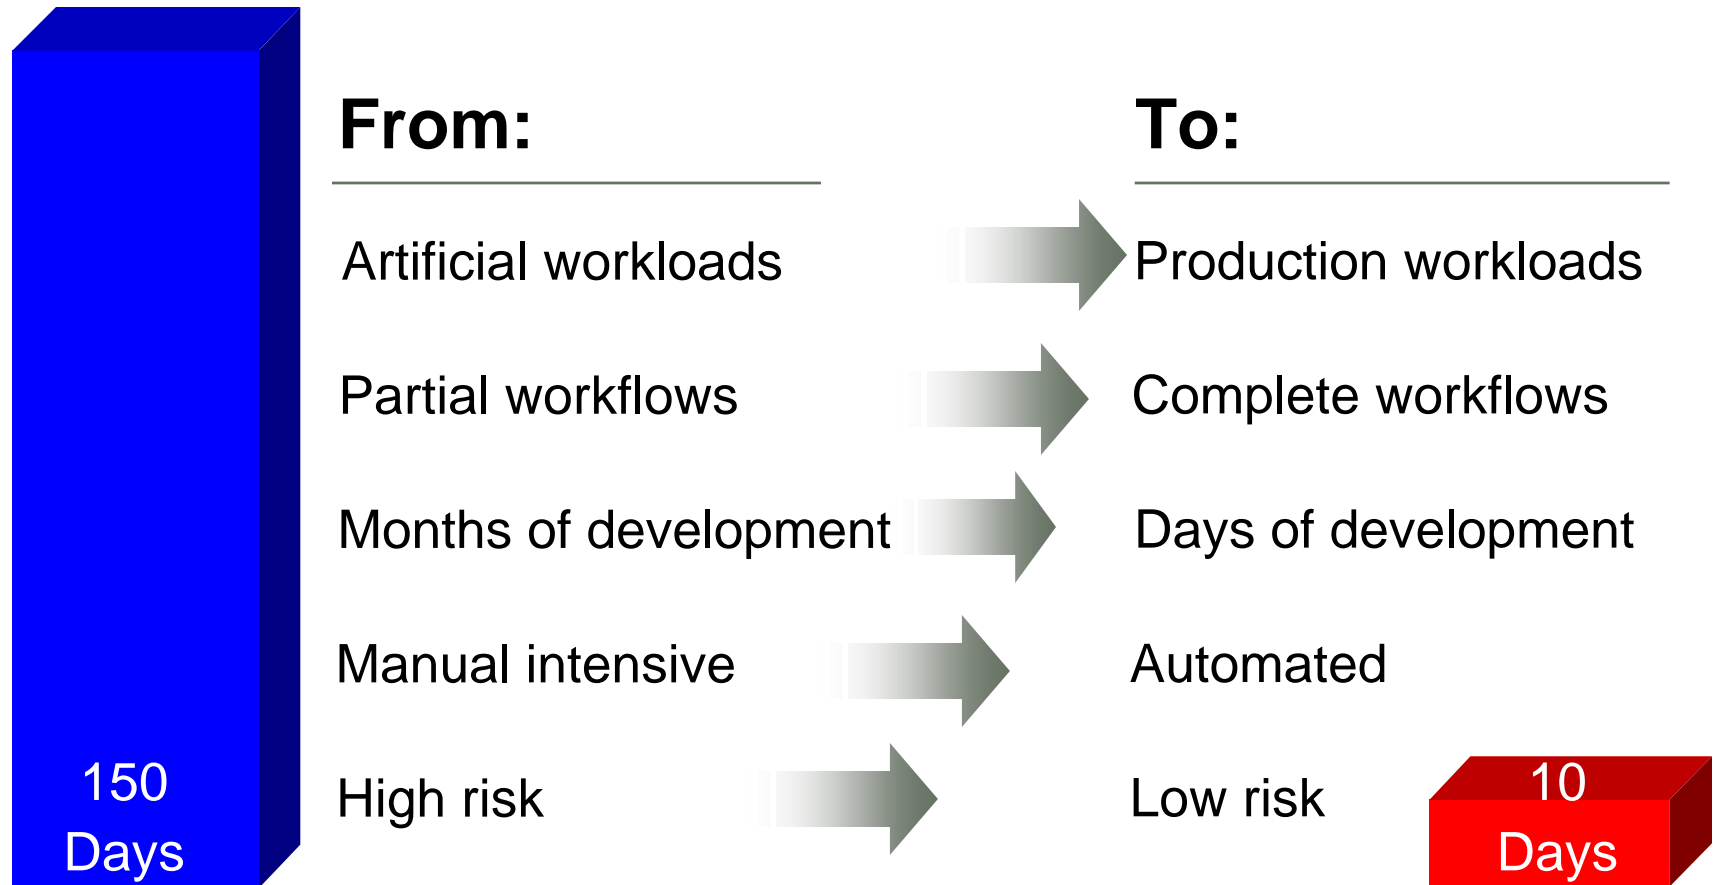 From:
To:
Artificial workloads
Production workloads
Partial workflows
Complete workflows
Months of development
Days of development
Manual intensive
Automated
High risk
Low risk
150
Days
10
Days